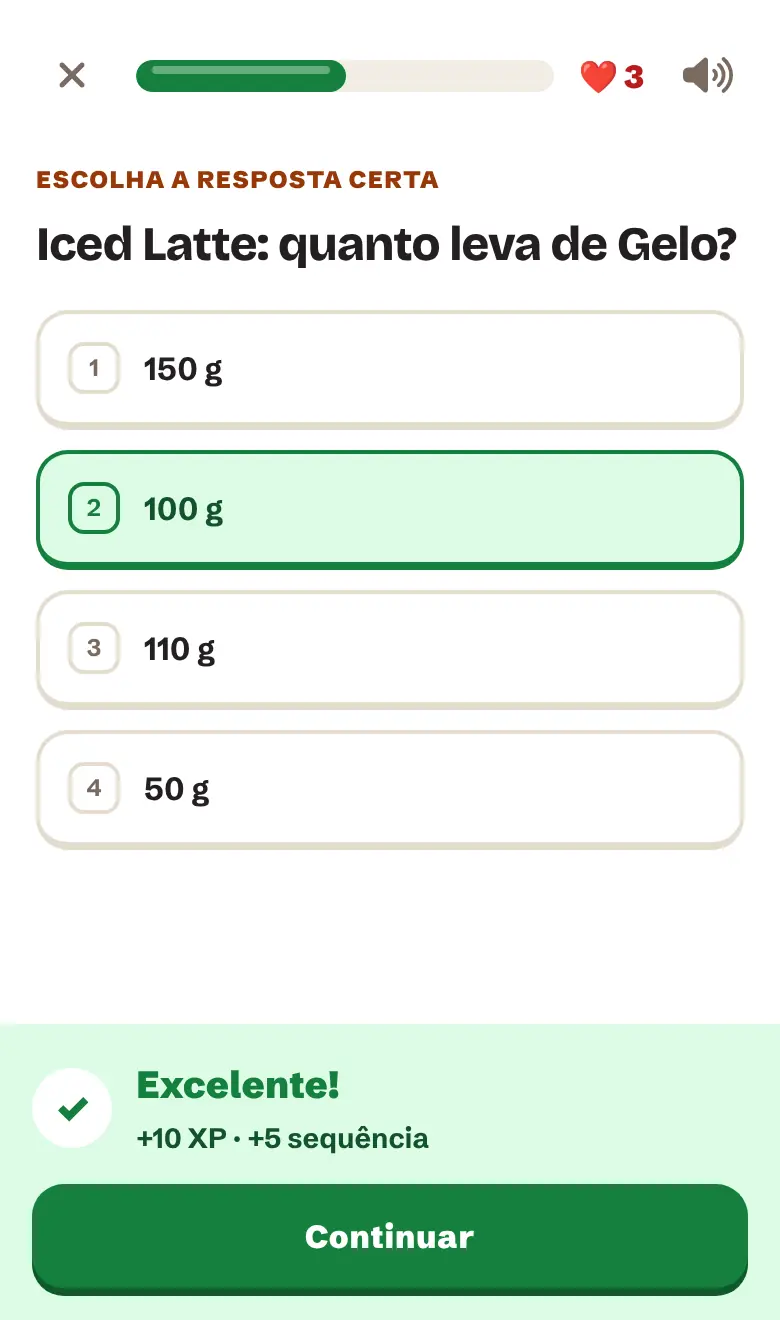 3
ESCOLHA A RESPOSTA CERTA
Iced Latte: quanto leva de Gelo?
1 150 g
2 100 g
3 110 g
4 50 g
Excelente!
+10 XP • +5 sequência
Continuar